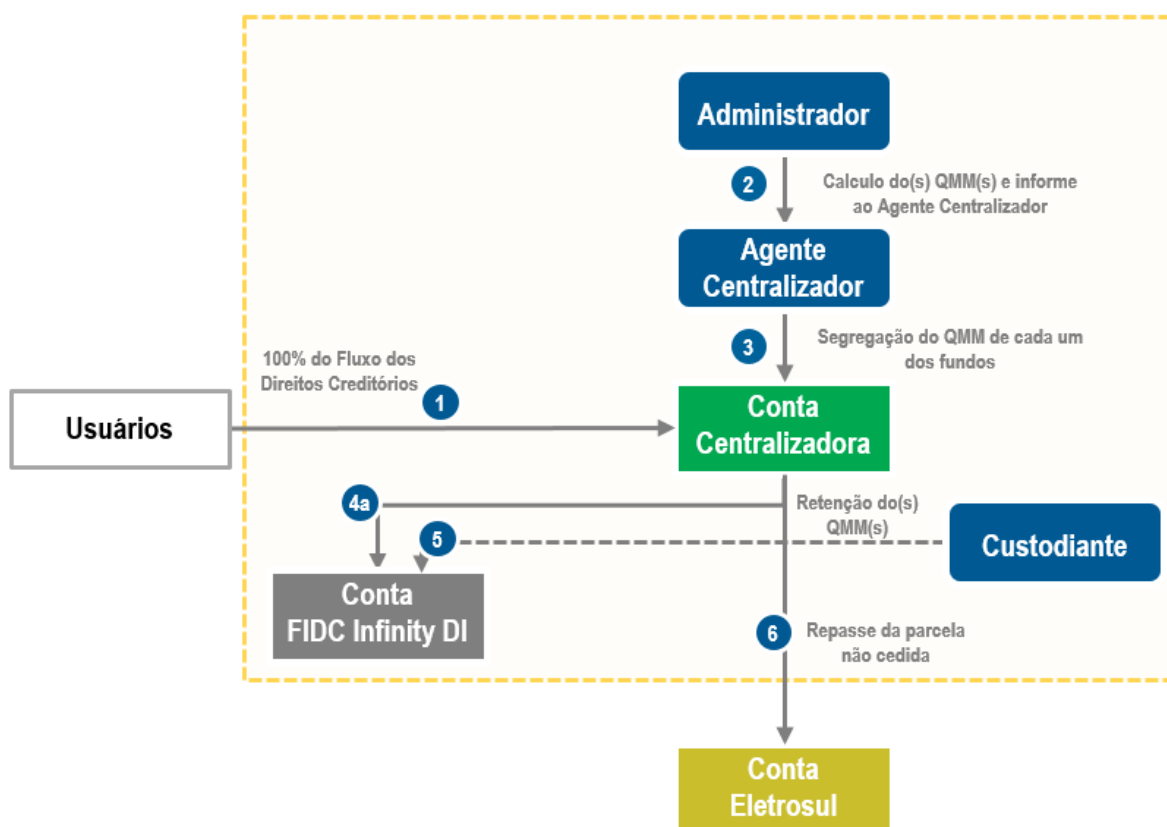 Administrador
2
Calculo do(s) QMM(s) e informe
ao Agente Centralizador
Agente
Centralizador
3
Segregação do QMM de cada um
dos fundos
100% do Fluxo dos
Direitos Creditórios
1
Usuários
Conta
Centralizadora
4a
Retenção do(s)
QMM(s)
5
Custodiante
Conta
FIDC Infinity DI
6
Repasse da parcela
não cedida
Conta
Eletrosul